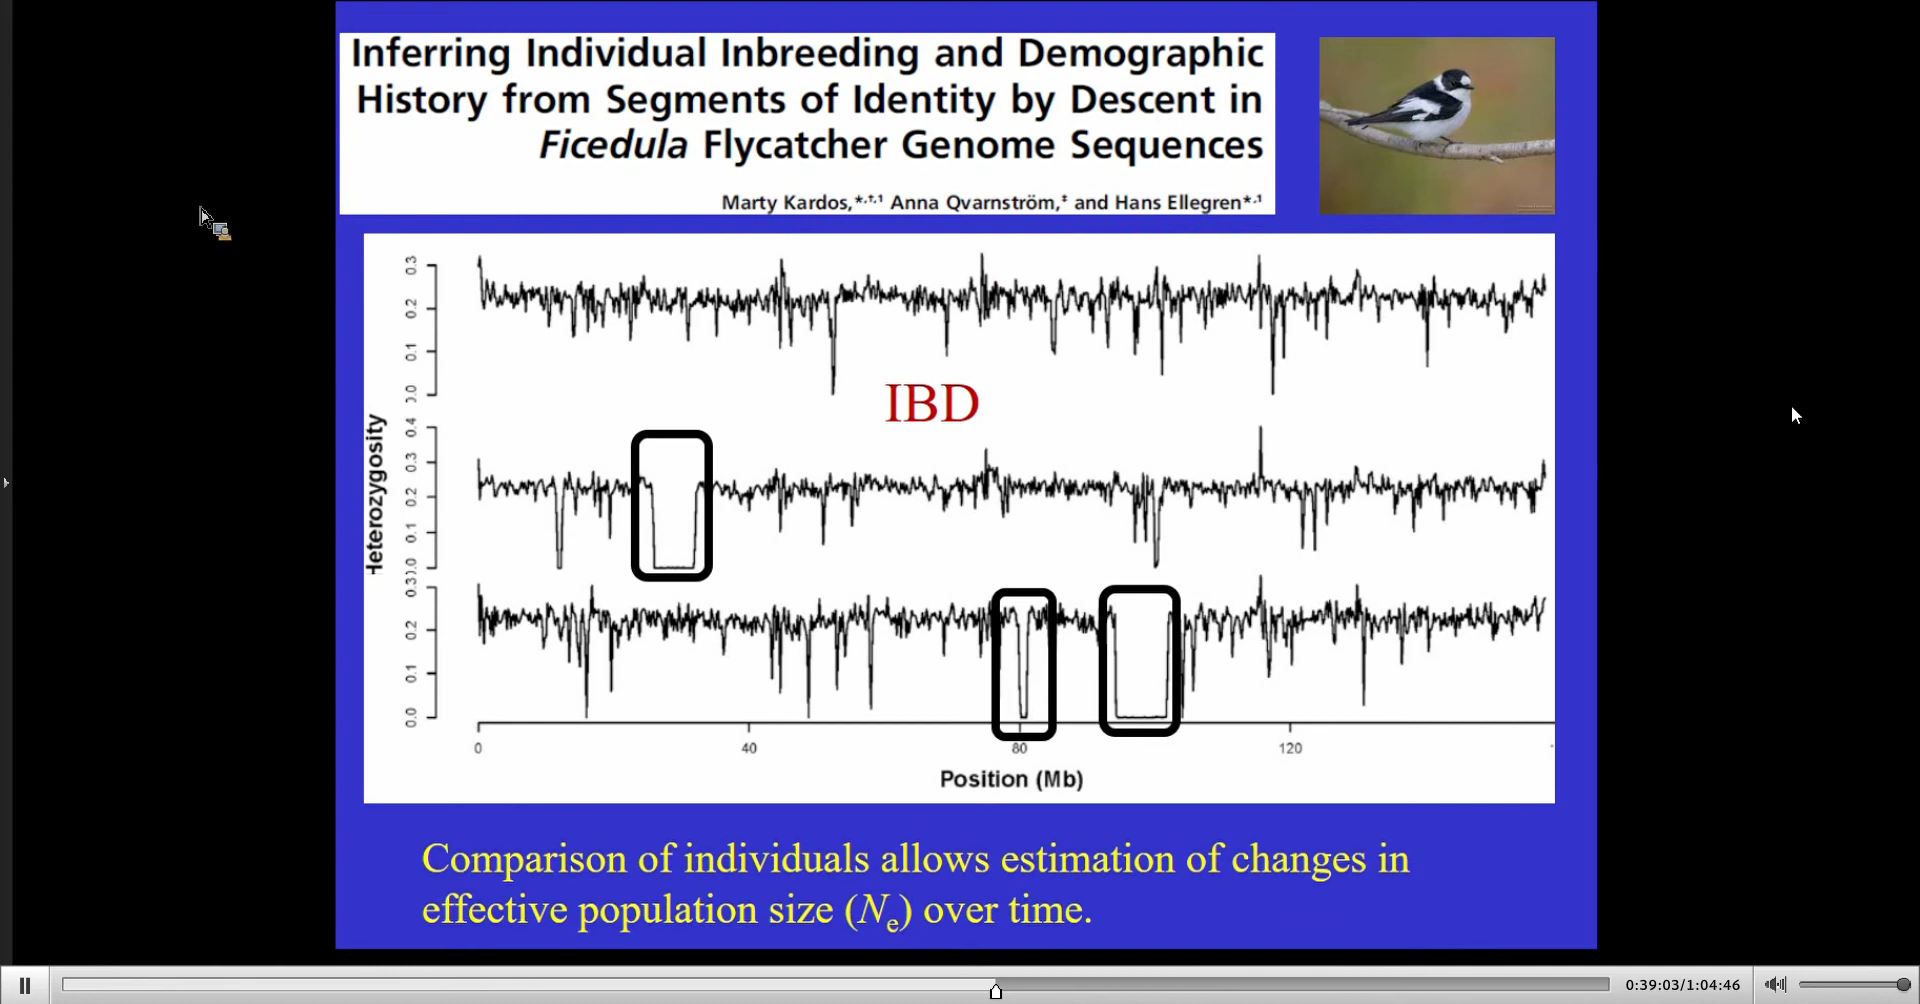 Inferring Individual Inbreeding and Demographic
History from Segments of Identity by Descent in
Ficedula Flycatcher Genome Sequences
Marty Kardos,*,†,1 Anna Qvarnström,‡ and Hans Ellegren*,1
0.3
0.2
0.1
0.0
IBD
Heterozygosity
0.4
0.3
0.2
0.1
0.0
0.3
0.2
0.1
0.0
0
40
80
120
Position (Mb)
Comparison of individuals allows estimation of changes in
effective population size (Ne) over time.
0:39:03/1:04:46